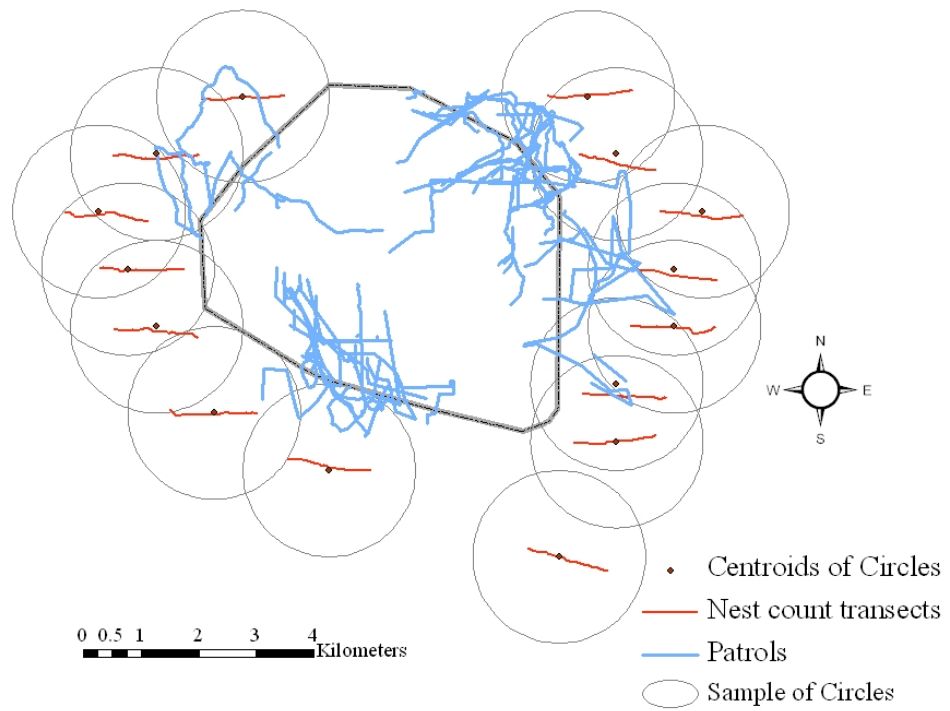 N
W E
S
Centroids of Circles
Nest count transects
Patrols
Sample of Circles
0 0.5 1 2 3 4
Kilometers